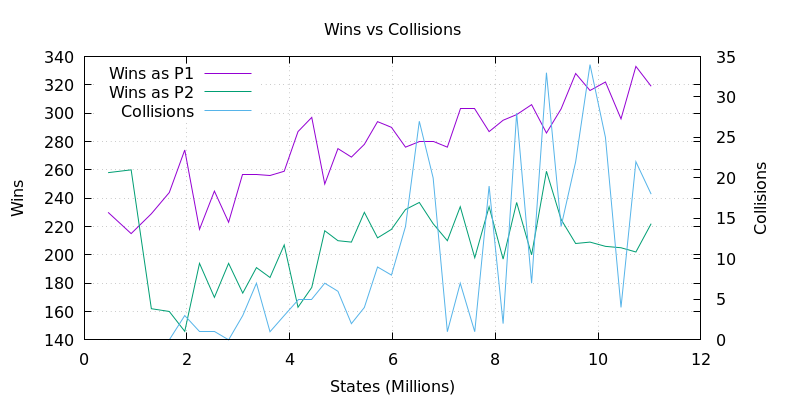 Wins vs Collisions
340
320
300
280
260
240
220
200
180
160
140
35
30
25
20
15
10
5
0
Wins as P1
Wins as P2
Collisions
Wins
Collisions
0 2 4 6 8 10 12
States (Millions)